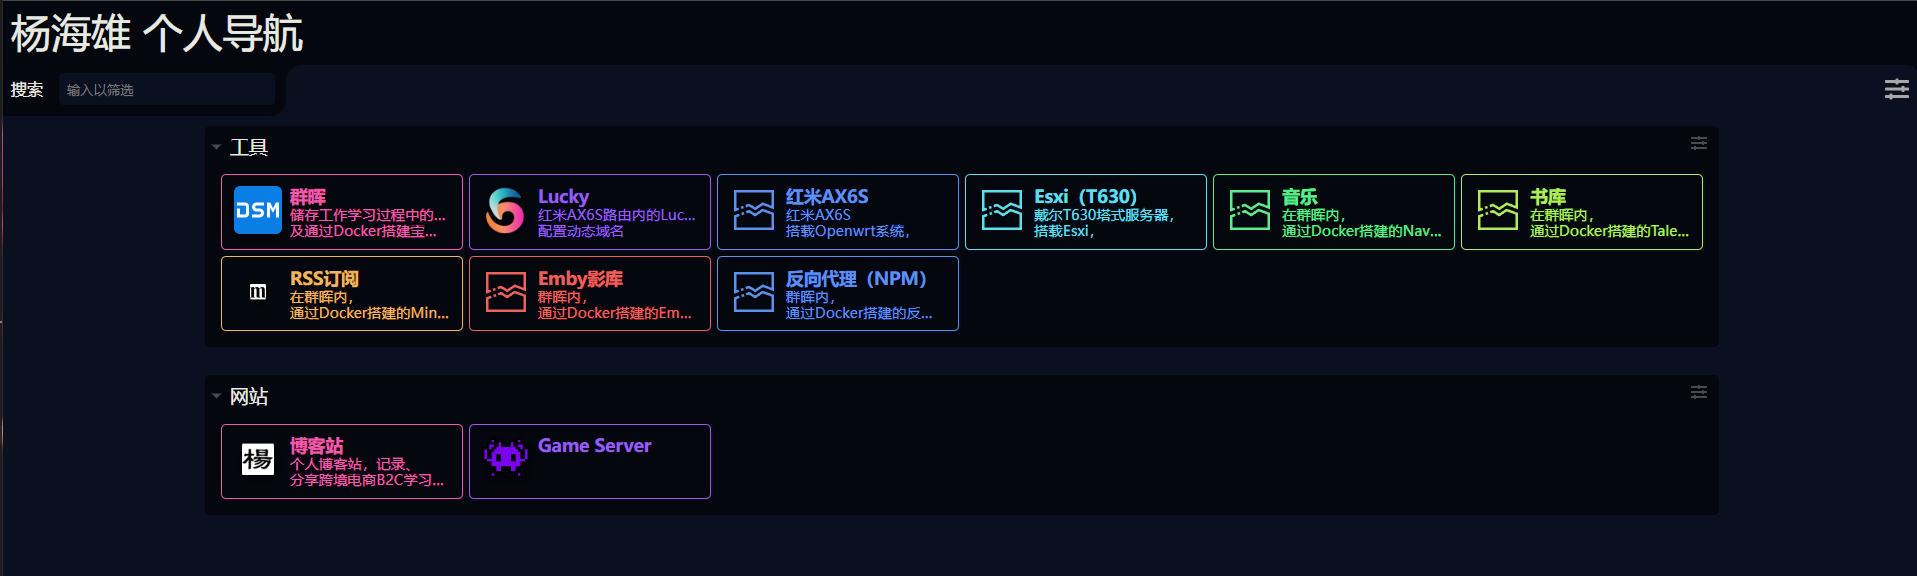 杨海雄 个人导航
搜索 输入以筛选
工具
DSM
群晖
储存工作学习过程中的...
及通过Docker搭建宝...
Lucky
红米AX6S路由内的Luc...
配置动态域名
红米AX6S
红米AX6S
搭载Openwrt系统，
Esxi（T630）
戴尔T630塔式服务器，
搭载Esxi，
音乐
在群晖内，
通过Docker搭建的Nav...
书库
在群晖内，
通过Docker搭建的Tale...
m
RSS订阅
在群晖内，
通过Docker搭建的Min...
Emby影库
群晖内，
通过Docker搭建的Em...
反向代理（NPM）
群晖内，
通过Docker搭建的反...
网站
楊
博客站
个人博客站，记录、
分享跨境电商B2C学习...
Game Server